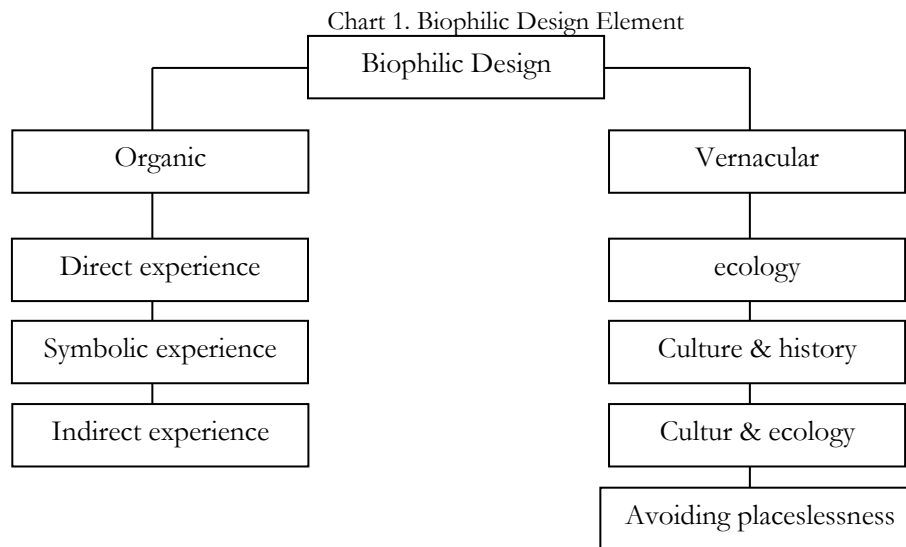 Chart 1. Biophilic Design Element
Biophilic Design
Organic
Vernacular
Direct experience
ecology
Symbolic experience
Culture & history
Indirect experience
Cultur & ecology
Avoiding placeslessness